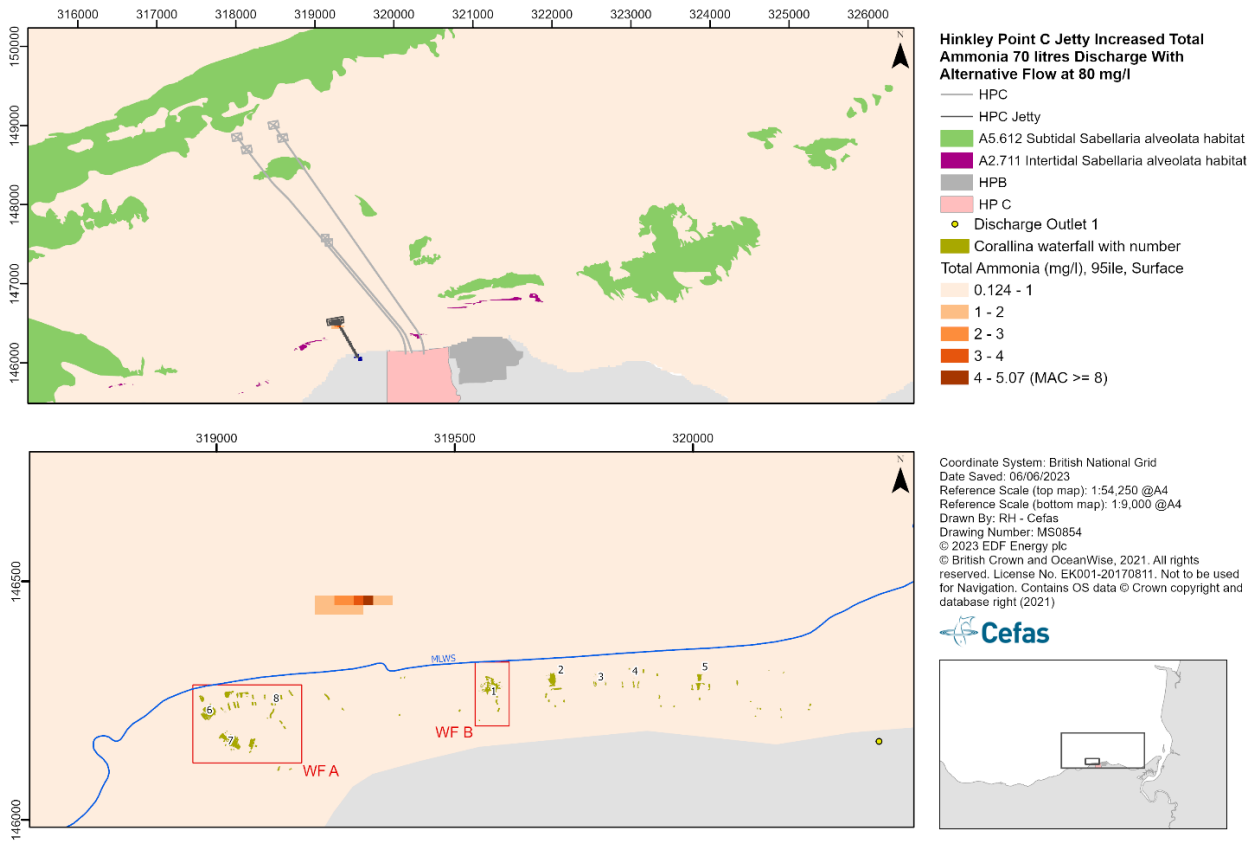 316000 317000 318000 319000 320000 321000 322000 323000 324000 325000 326000
150000
149000
148000
147000
146000
N
Hinkley Point C Jetty Increased Total
Ammonia 70 litres Discharge With
Alternative Flow at 80 mg/l
HPC
HPC Jetty
A5.612 Subtidal Sabellaria alveolata habitat
A2.711 Intertidal Sabellaria alveolata habitat
HPB
HP C
Discharge Outlet 1
Corallina waterfall with number
Total Ammonia (mg/l), 95ile, Surface
0.124 - 1
1 - 2
2 - 3
3 - 4
4 - 5.07 (MAC >= 8)
319000 319500 320000
146500
146000
N
MLWS
1
2
3
4
5
6
7
8
WF A
WF B
Coordinate System: British National Grid
Date Saved: 06/06/2023
Reference Scale (top map): 1:54,250 @A4
Reference Scale (bottom map): 1:9,000 @A4
Drawn By: RH - Cefas
Drawing Number: MS0854
© 2023 EDF Energy plc
© British Crown and OceanWise, 2021. All rights
reserved. License No. EK001-20170811. Not to be used
for Navigation. Contains OS data © Crown copyright and
database right (2021)
Cefas